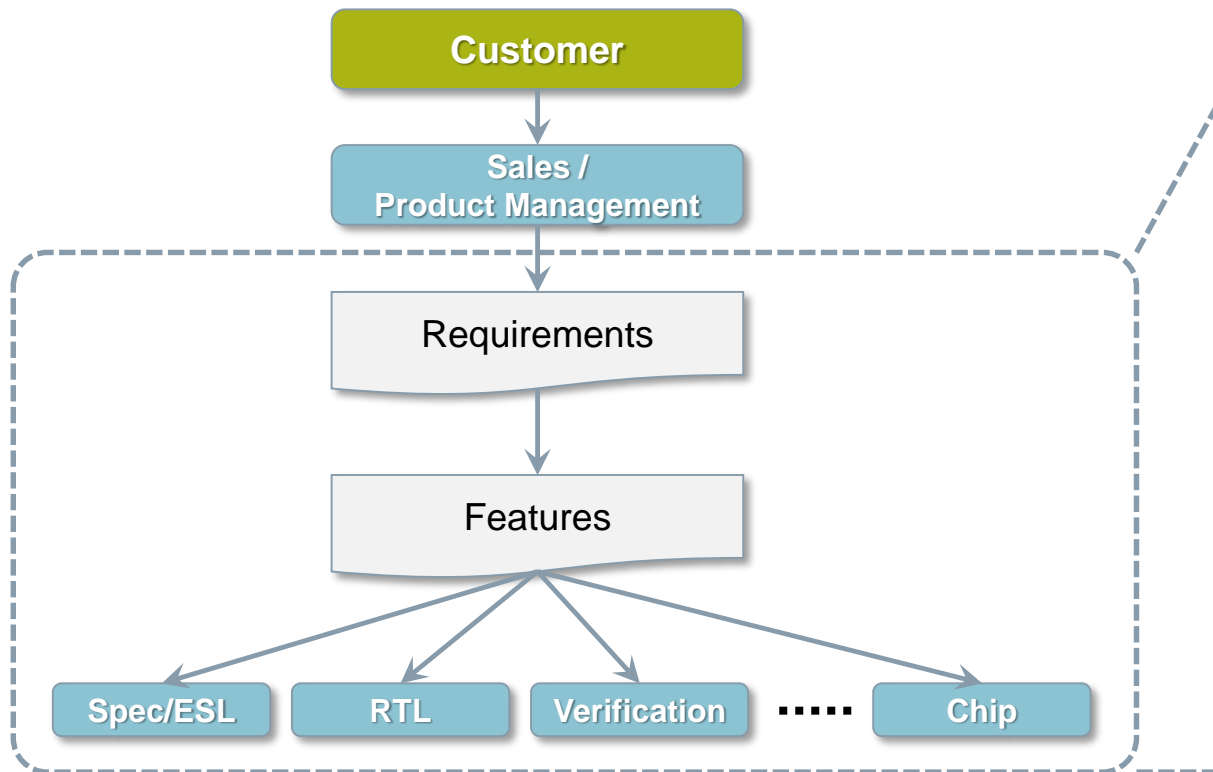 Customer
Sales /
Product Management
Requirements
Features
Spec/ESL
RTL
Verification
.....
Chip